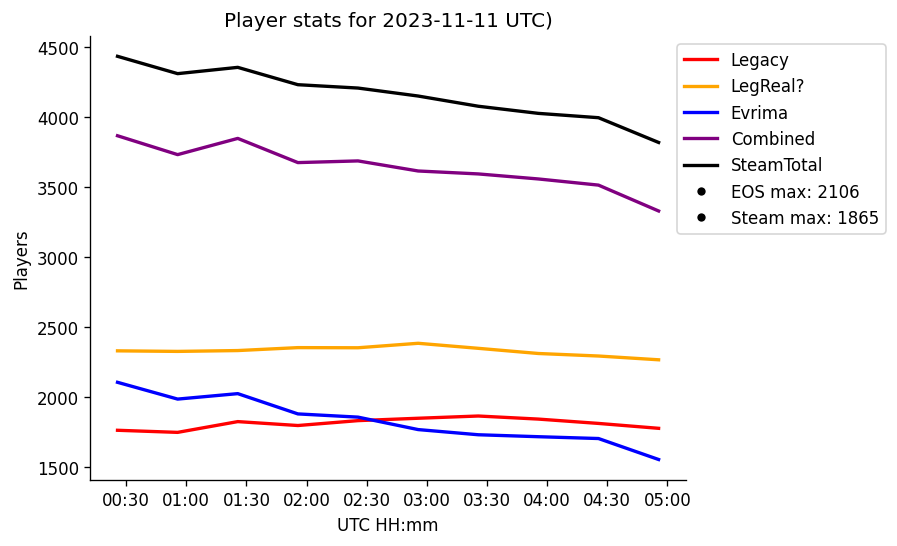 Player stats for 2023-11-11 UTC)
4500
4000
3500
3000
2500
2000
1500
Players
00:30 01:00 01:30 02:00 02:30 03:00 03:30 04:00 04:30 05:00
UTC HH:mm
Legacy
LegReal?
Evrima
Combined
SteamTotal
EOS max: 2106
Steam max: 1865